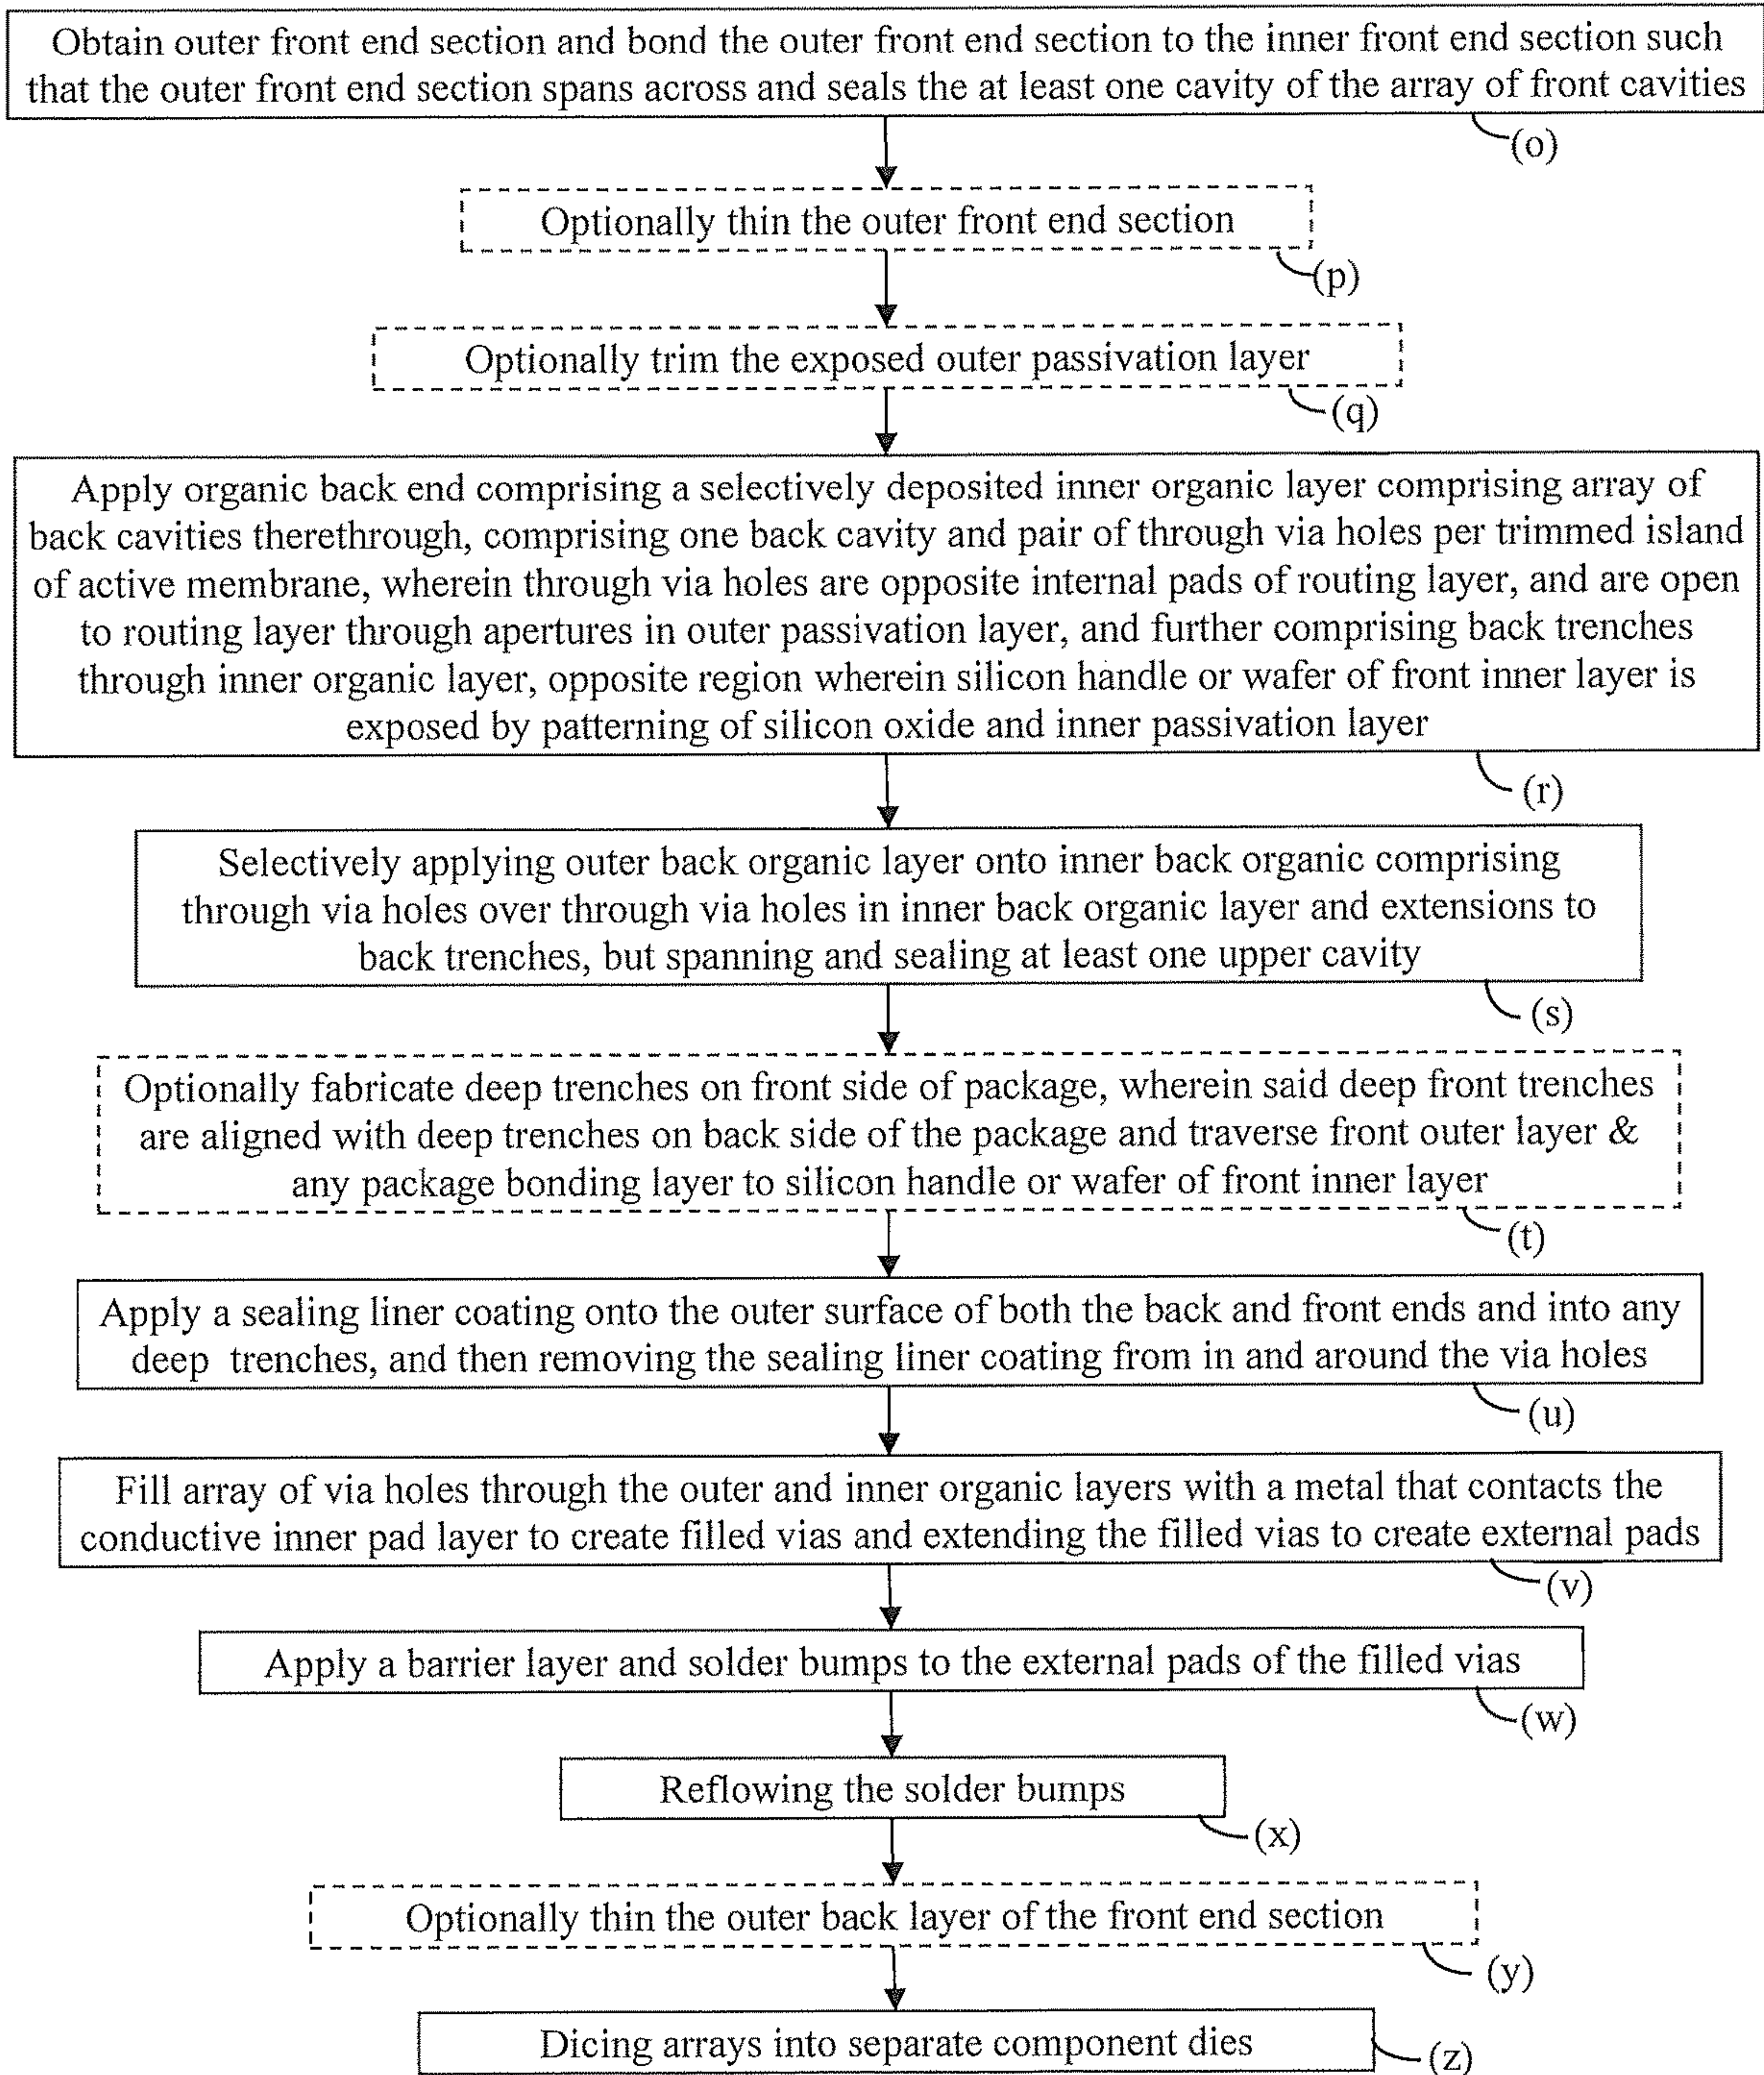 Obtain outer front end section and bond the outer front end section to the inner front end section such
that the outer front end section spans across and seals the at least one cavity of the array of front cavities
(o)
Optionally thin the outer front end section
(p)
Optionally trim the exposed outer passivation layer
(q)
Apply organic back end comprising a selectively deposited inner organic layer comprising array of
back cavities therethrough, comprising one back cavity and pair of through via holes per trimmed island
of active membrane, wherein through via holes are opposite internal pads of routing layer, and are open
to routing layer through apertures in outer passivation layer, and further comprising back trenches
through inner organic layer, opposite region wherein silicon handle or wafer of front inner layer is
exposed by patterning of silicon oxide and inner passivation layer
(r)
Selectively applying outer back organic layer onto inner back organic comprising
through via holes over through via holes in inner back organic layer and extensions to
back trenches, but spanning and sealing at least one upper cavity
(s)
Optionally fabricate deep trenches on front side of package, wherein said deep front trenches
are aligned with deep trenches on back side of the package and traverse front outer layer &
any package bonding layer to silicon handle or wafer of front inner layer
(t)
Apply a sealing liner coating onto the outer surface of both the back and front ends and into any
deep trenches, and then removing the sealing liner coating from in and around the via holes
(u)
Fill array of via holes through the outer and inner organic layers with a metal that contacts the
conductive inner pad layer to create filled vias and extending the filled vias to create external pads
(v)
Apply a barrier layer and solder bumps to the external pads of the filled vias
(w)
Reflowing the solder bumps
(x)
Optionally thin the outer back layer of the front end section
(y)
Dicing arrays into separate component dies
(z)